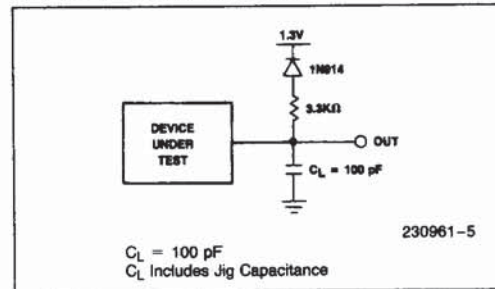 1.3V
1N914
3.3KΩ
DEVICE
UNDER
TEST
OUT
C_L = 100 pF
230961-5
C_L = 100 pF
C_L Includes Jig Capacitance